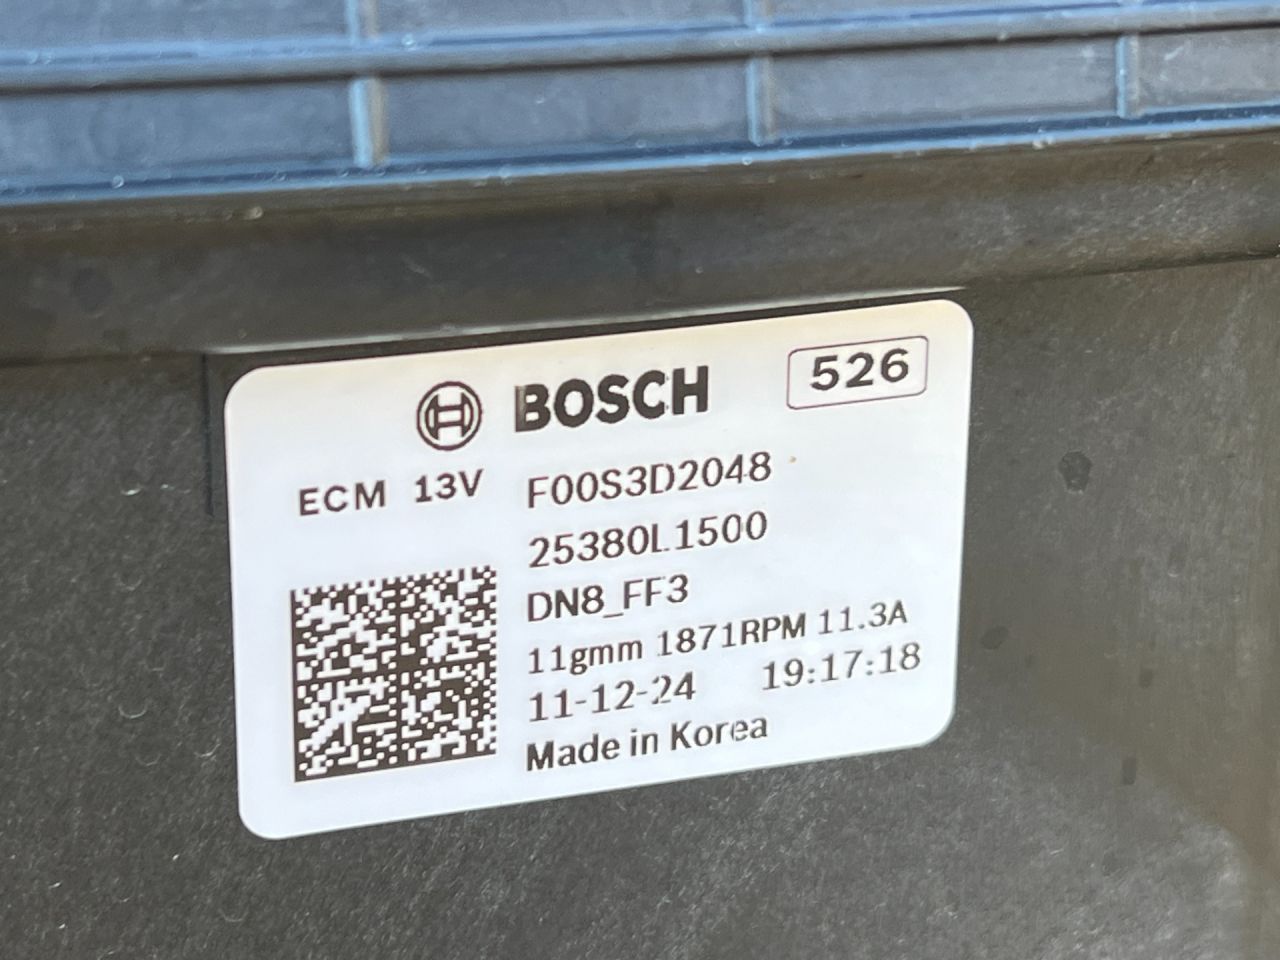 BOSCH 526
ECM 13V F00S3D2048
25380L1500
DN8_FF3
11gmm 1871RPM 11.3A
11-12-24 19:17:18
Made in Korea